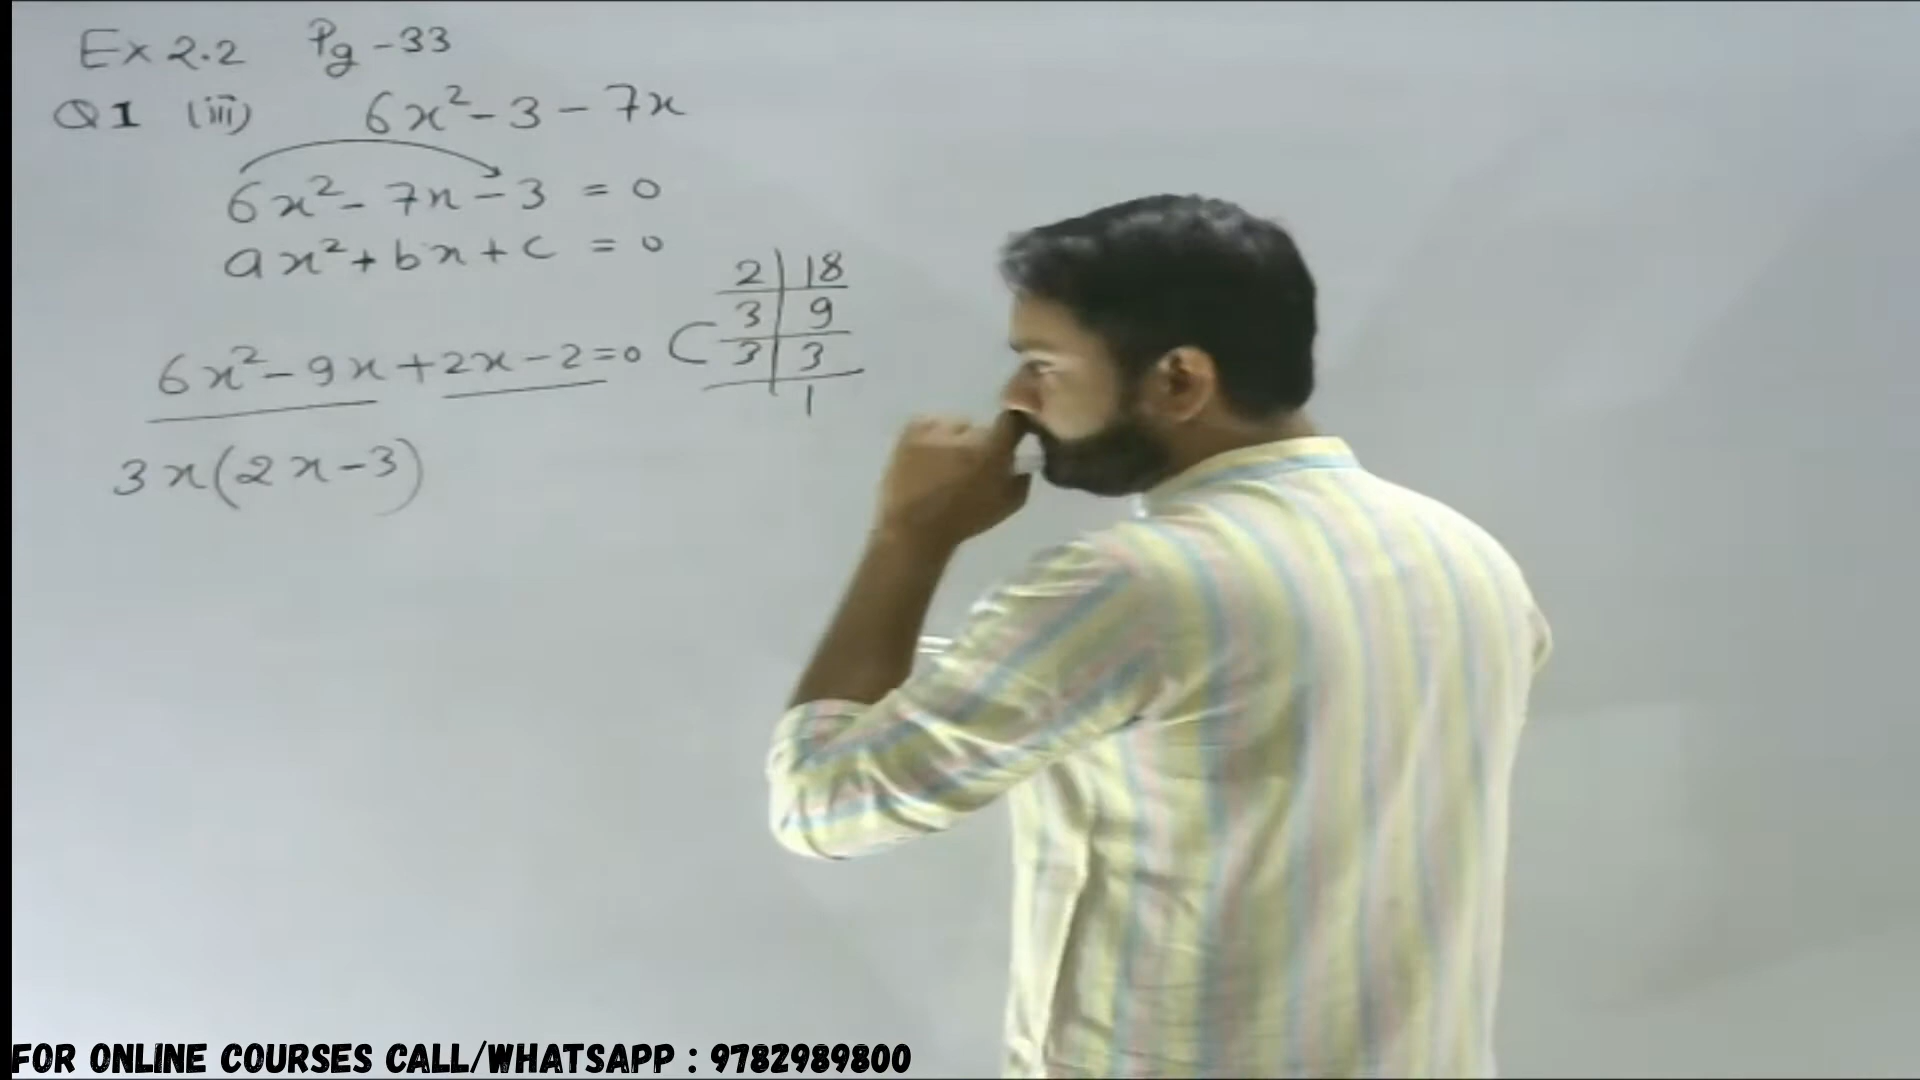 Ex 2.2 Pg - 33
Q1 (iii) 6x² - 3 - 7x
6x² - 7x - 3 = 0
ax² + bx + c = 0
2 | 18
3 | 9
3 | 3
1
6x² - 9x + 2x - 2 = 0
3x(2x - 3)
FOR ONLINE COURSES CALL/WHATSAPP : 9782989800